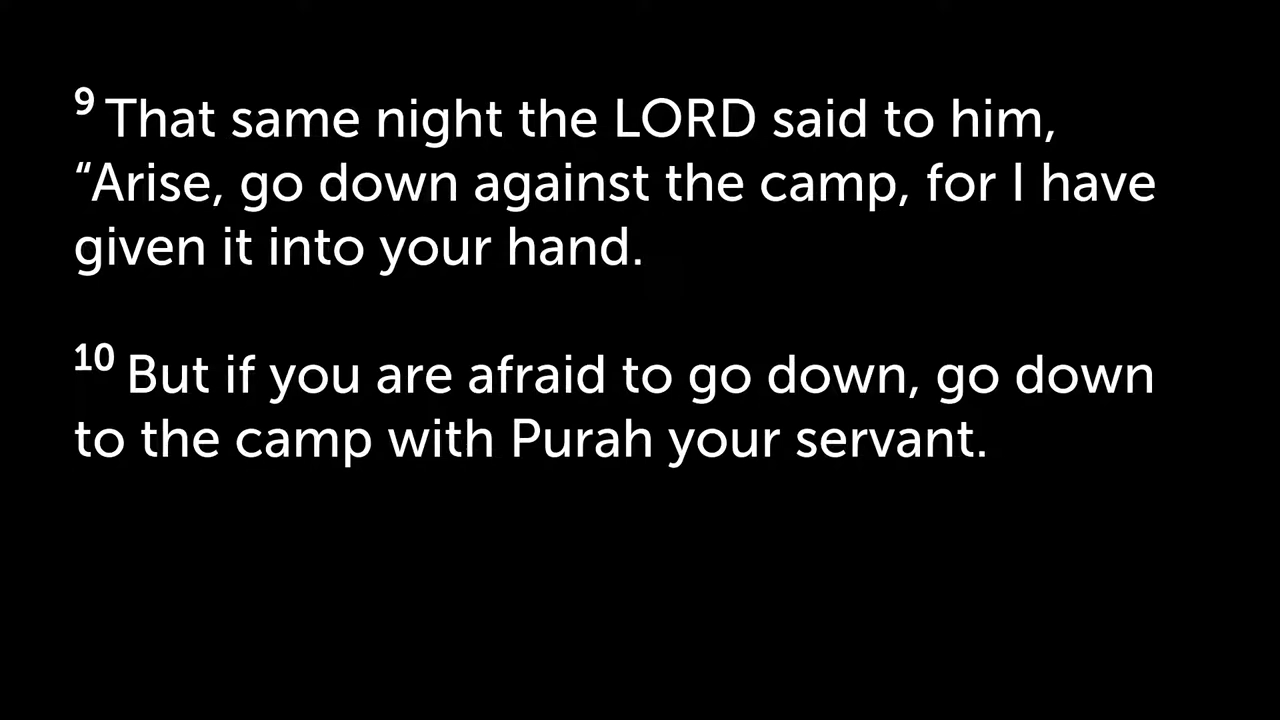 9 That same night the LORD said to him,
“Arise, go down against the camp, for I have
given it into your hand.
10 But if you are afraid to go down, go down
to the camp with Purah your servant.